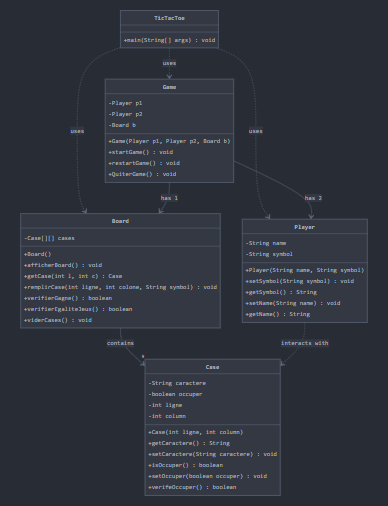 TicTacToe
+main(String[] args) : void
uses
Game
-Player p1
-Player p2
-Board b
+Game(Player p1, Player p2, Board b)
+startGame() : void
+restartGame() : void
+QuiterGame() : void
uses
uses
has 1
has 2
Board
-Case[][] cases
+Board()
+afficherBoard() : void
+getCase(int l, int c) : Case
+remplirCase(int ligne, int colone, String symbol) : void
+verifierGagne() : boolean
+verifierEgaliteJeux() : boolean
+viderCases() : void
Player
-String name
-String symbol
+Player(String name, String symbol)
+setSymbol(String symbol) : void
+getSymbol() : String
+setName(String name) : void
+getName() : String
contains
interacts with
*
Case
-String caractere
-boolean occuper
-int ligne
-int column
+Case(int ligne, int column)
+getCaractere() : String
+setCaractere(String caractere) : void
+isOccuper() : boolean
+setOccuper(boolean occuper) : void
+verifeOccuper() : boolean